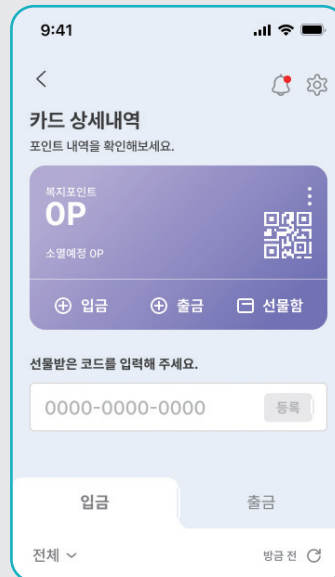 9:41
카드 상세내역
포인트 내역을 확인해보세요.
복지포인트
0P
소멸예정 0P
입금
출금
선물함
선물받은 코드를 입력해 주세요.
0000-0000-0000
등록
입금
출금
전체
방금 전